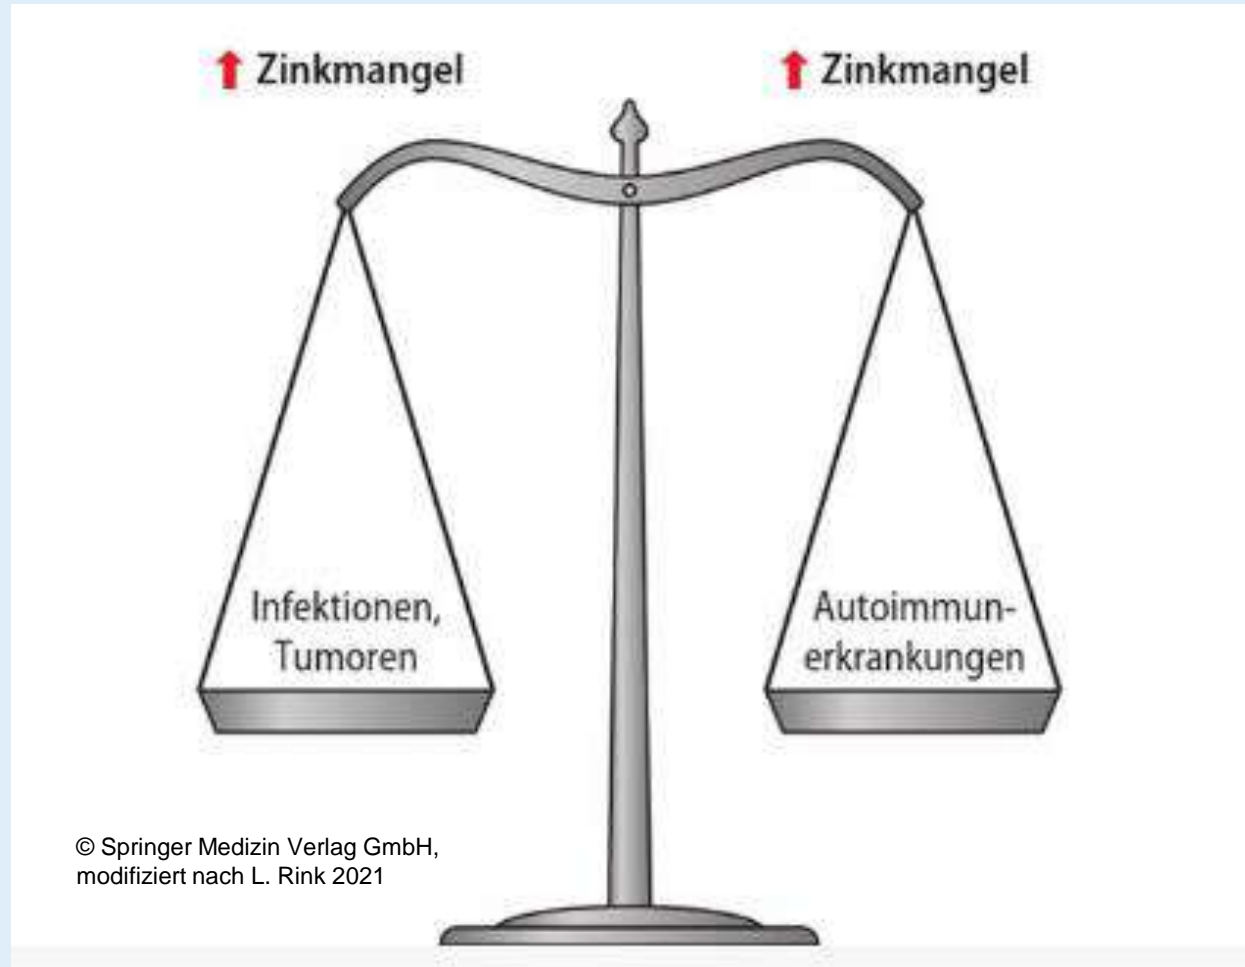 Zinkmangel
Zinkmangel
Infektionen,
Tumoren
Autoimmun-
erkrankungen
© Springer Medizin Verlag GmbH,
modifiziert nach L. Rink 2021